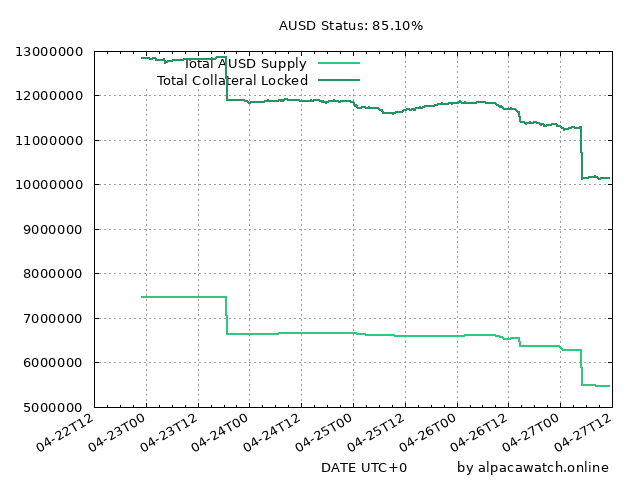 AUSD Status: 85.10%
13000000
Total AUSD Supply
Total Collateral Locked
12000000
11000000
10000000
9000000
8000000
7000000
6000000
5000000
04-22T12
04-23T00
04-23T12
04-24T00
04-24T12
04-25T00
04-25T12
04-26T00
04-26T12
04-27T00
04-27T12
DATE UTC+0
by alpacawatch.online